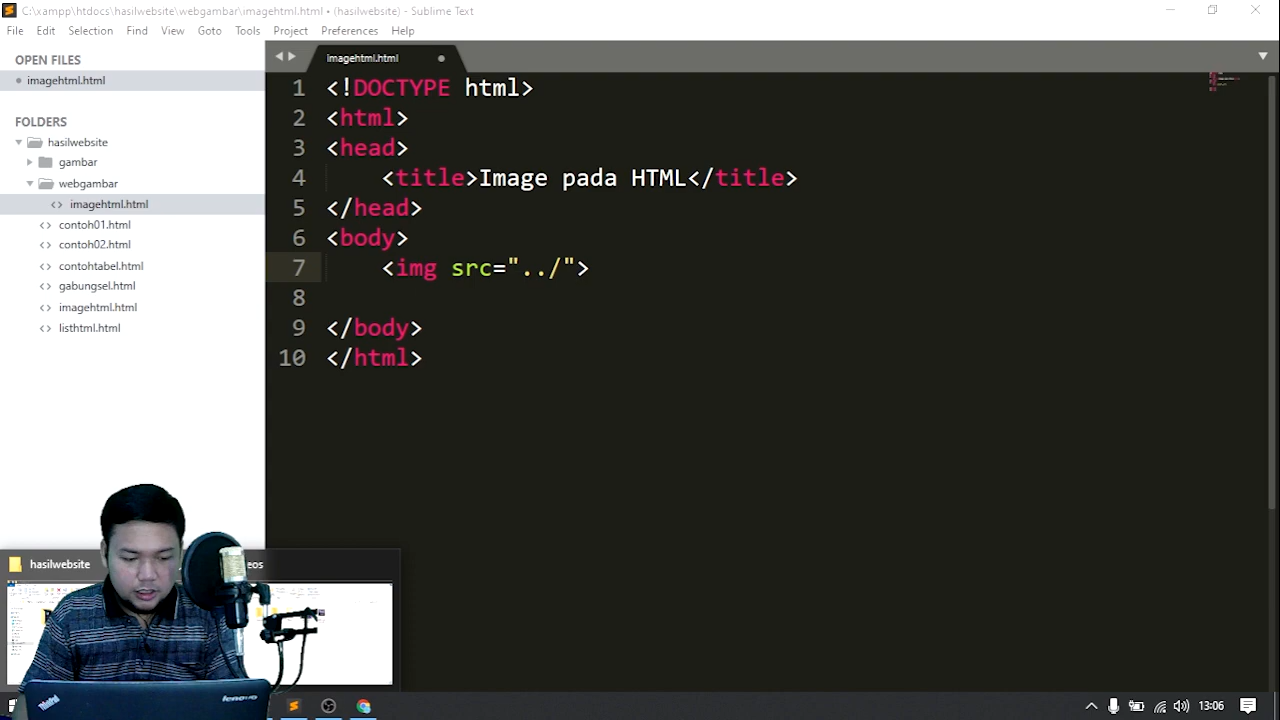 C:\xampp\htdocs\hasilwebsite\webgambar\imagehtml.html • (hasilwebsite) - Sublime Text
File Edit Selection Find View Goto Tools Project Preferences Help
OPEN FILES
imagehtml.html
FOLDERS
hasilwebsite
gambar
webgambar
imagehtml.html
contoh01.html
contoh02.html
contohtabel.html
gabungsel.html
imagehtml.html
listhtml.html
imagehtml.html
1 <!DOCTYPE html>
2 <html>
3 <head>
4 <title>Image pada HTML</title>
5 </head>
6 <body>
7 <img src="../">
8
9 </body>
10 </html>
hasilwebsite
eos
ThinkPad
lenovo
13:06